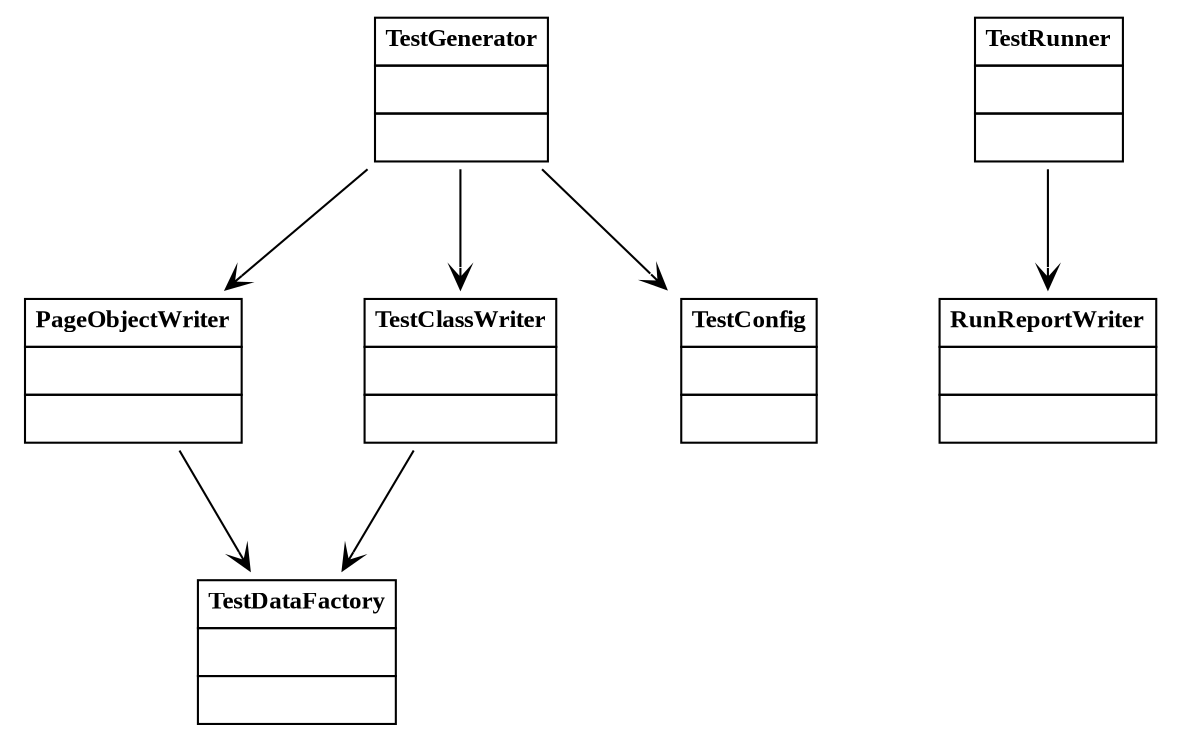 TestGenerator
TestRunner
PageObjectWriter
TestClassWriter
TestConfig
RunReportWriter
TestDataFactory